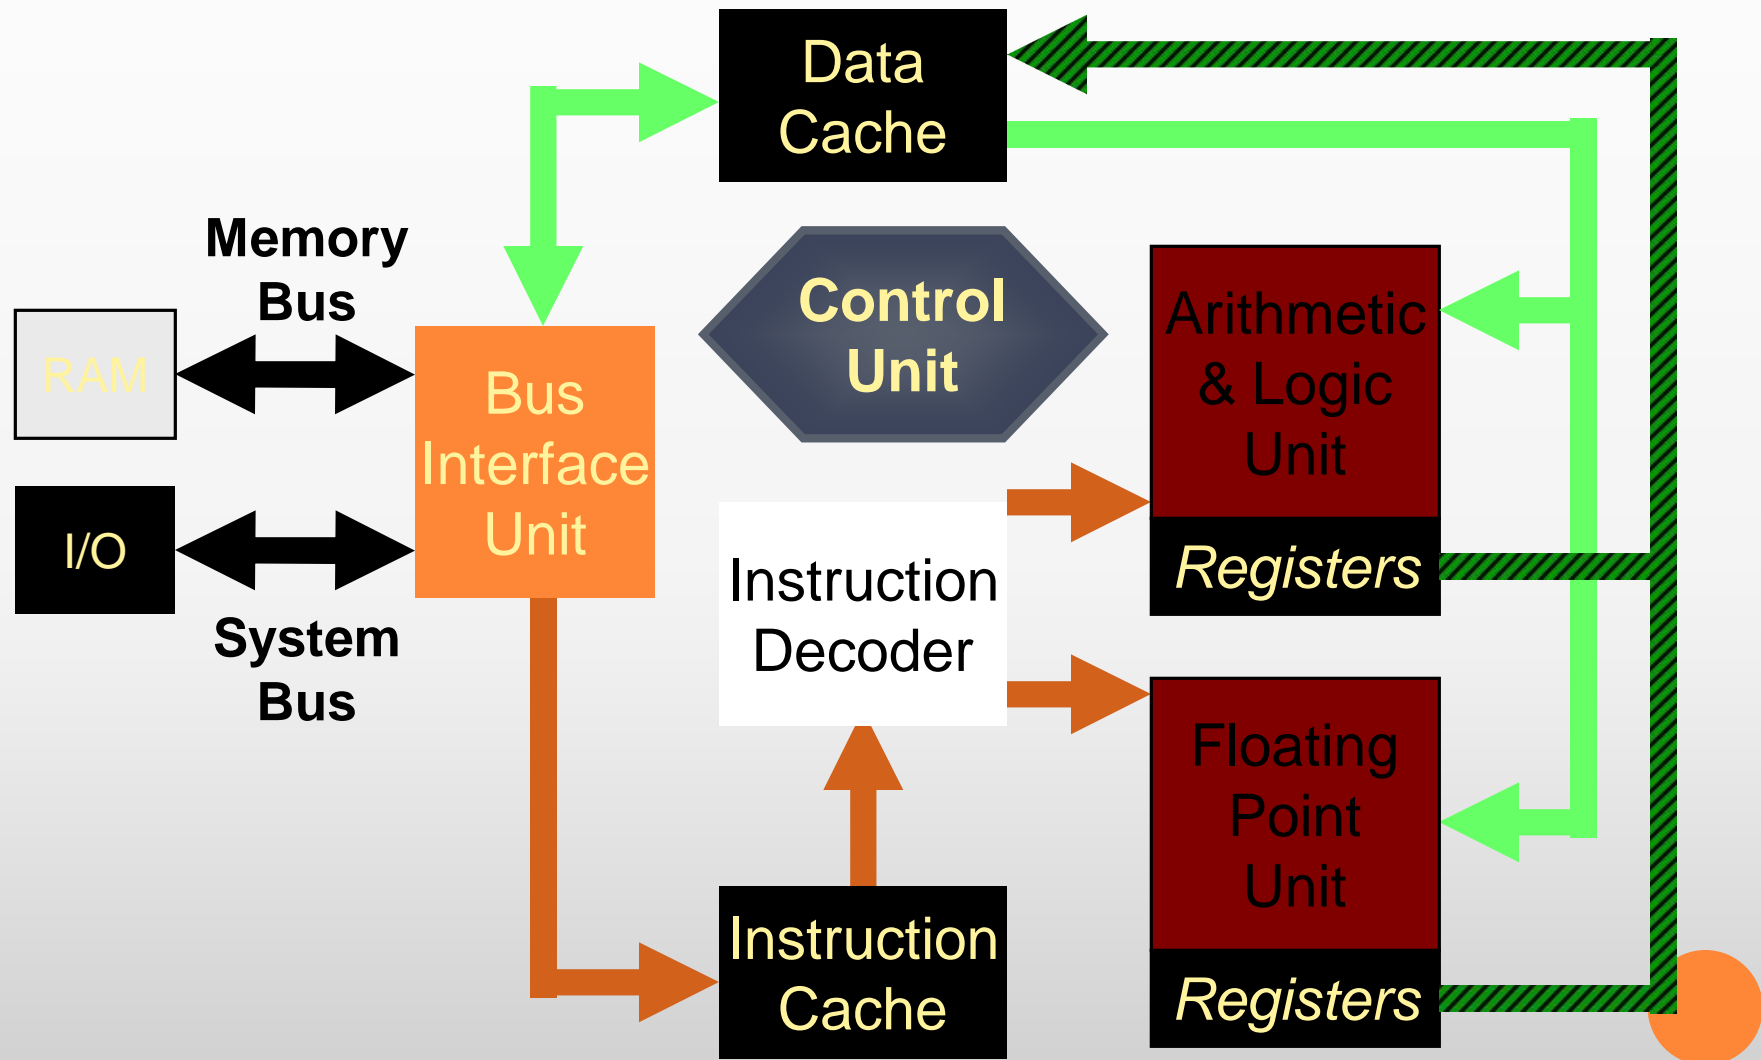 Data
Cache
Memory
Bus
Control
Unit
Arithmetic
& Logic
Unit
RAM
Bus
Interface
Unit
I/O
Instruction
Decoder
Registers
System
Bus
Floating
Point
Unit
Instruction
Cache
Registers